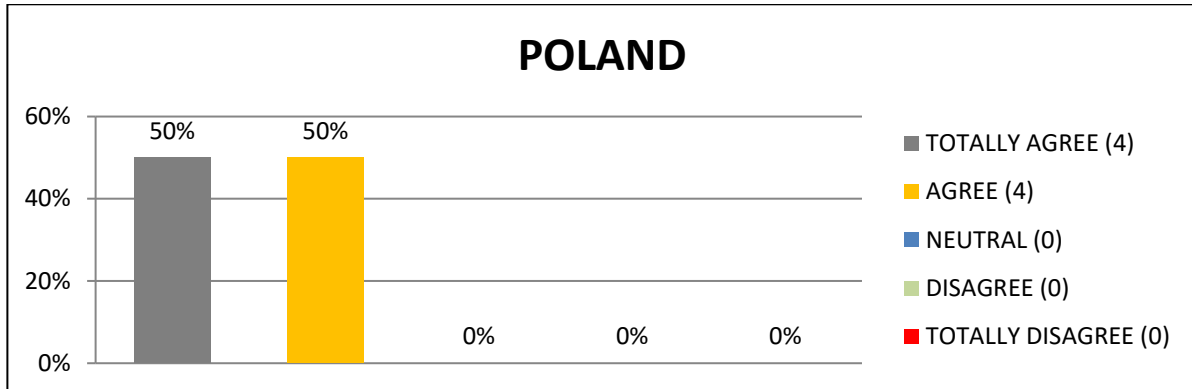 POLAND
60%
40%
20%
0%
50%
50%
0%
0%
0%
TOTALLY AGREE (4)
AGREE (4)
NEUTRAL (0)
DISAGREE (0)
TOTALLY DISAGREE (0)